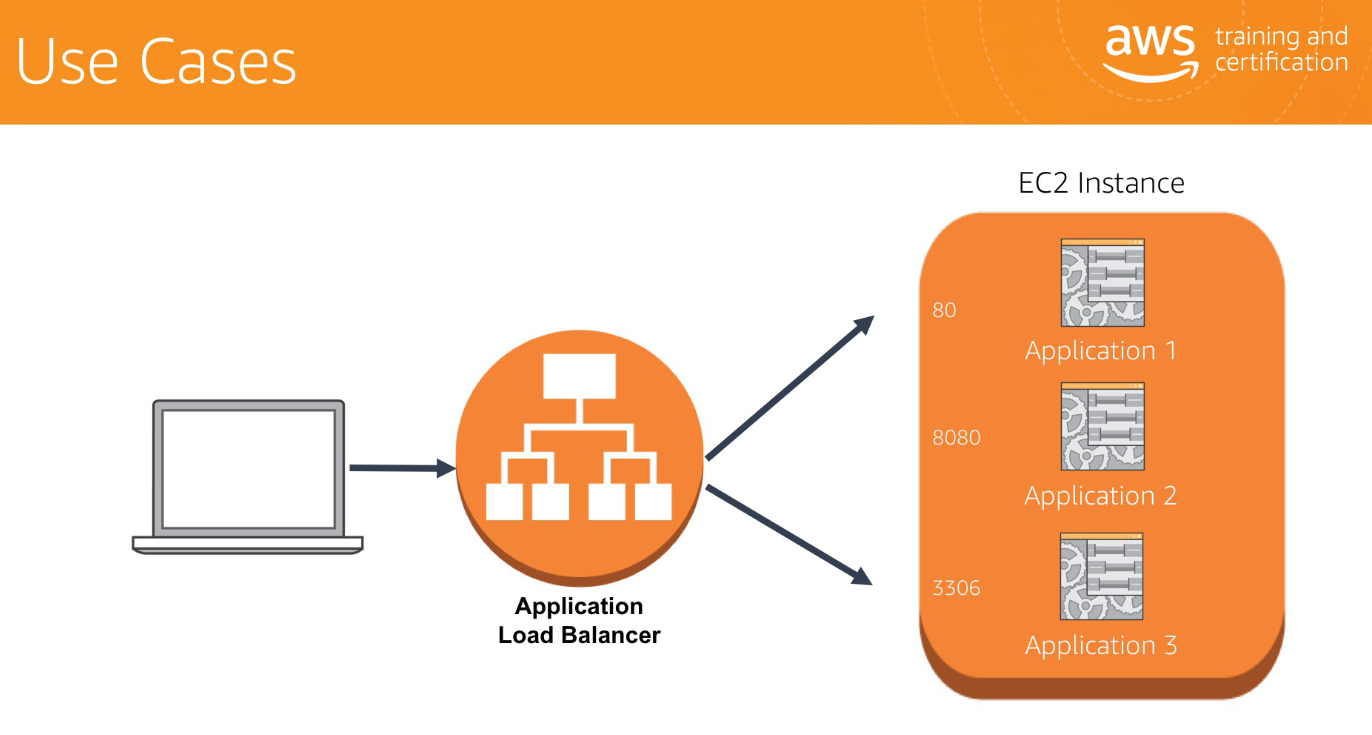 Use Cases
aws training and
certification
EC2 Instance
80
Application 1
8080
Application 2
3306
Application 3
Application
Load Balancer